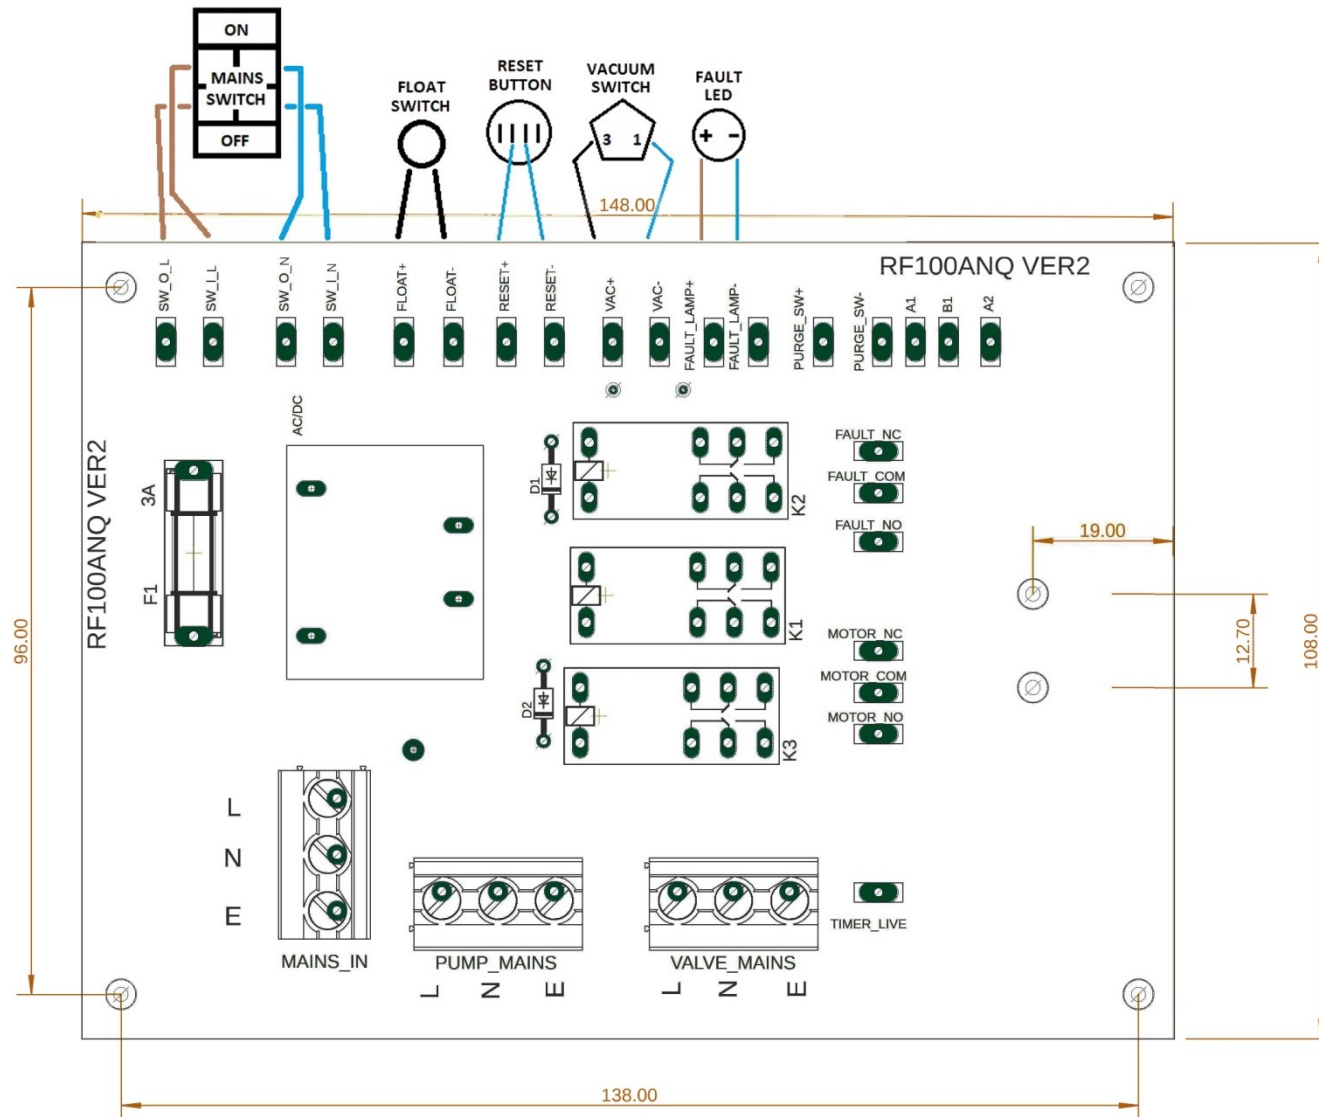 ON
MAINS
SWITCH
OFF
FLOAT
SWITCH
RESET
BUTTON
VACUUM
SWITCH
3 1
FAULT
LED
+ -
148.00
RF100ANQ VER2
SW_O_L
SW_I_L
SW_O_N
SW_I_N
FLOAT+
FLOAT-
RESET+
RESET-
VAC+
VAC-
FAULT_LAMP+
FAULT_LAMP-
PURGE_SW+
PURGE_SW-
A1
B1
A2
AC/DC
RF100ANQ VER2
3A
F1
D1
K2
FAULT_NC
FAULT_COM
FAULT_NO
19.00
K1
96.00
12.70
108.00
MOTOR_NC
MOTOR_COM
MOTOR_NO
D2
K3
L
N
E
MAINS_IN
PUMP_MAINS
L N E
VALVE_MAINS
L N E
TIMER_LIVE
138.00